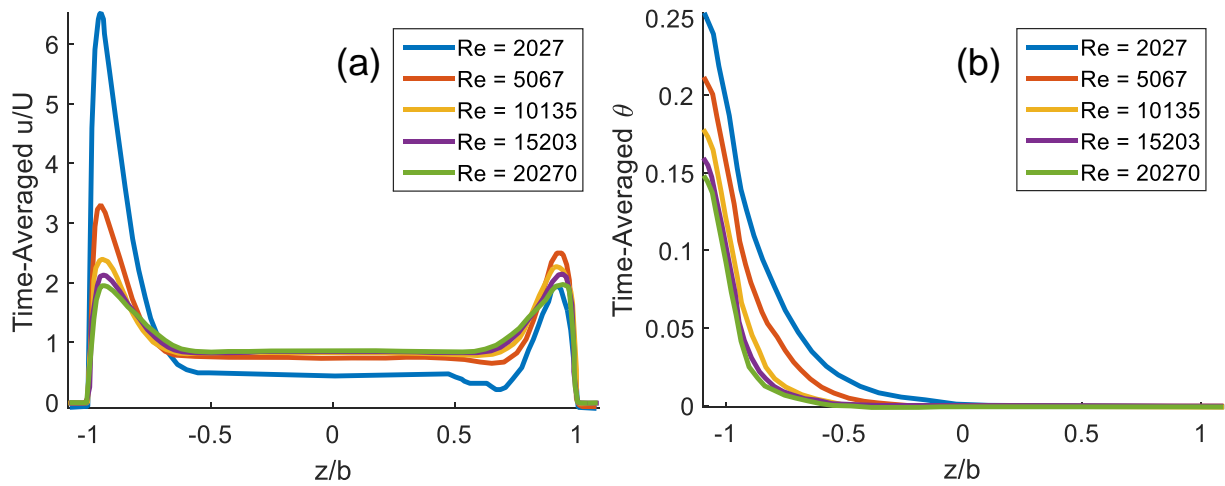 (a)
Time-Averaged u/U
6
5
4
3
2
1
0
-1
-0.5
0
0.5
1
z/b
Re = 2027
Re = 5067
Re = 10135
Re = 15203
Re = 20270
(b)
Time-Averaged θ
0.25
0.2
0.15
0.1
0.05
0
-1
-0.5
0
0.5
1
z/b
Re = 2027
Re = 5067
Re = 10135
Re = 15203
Re = 20270